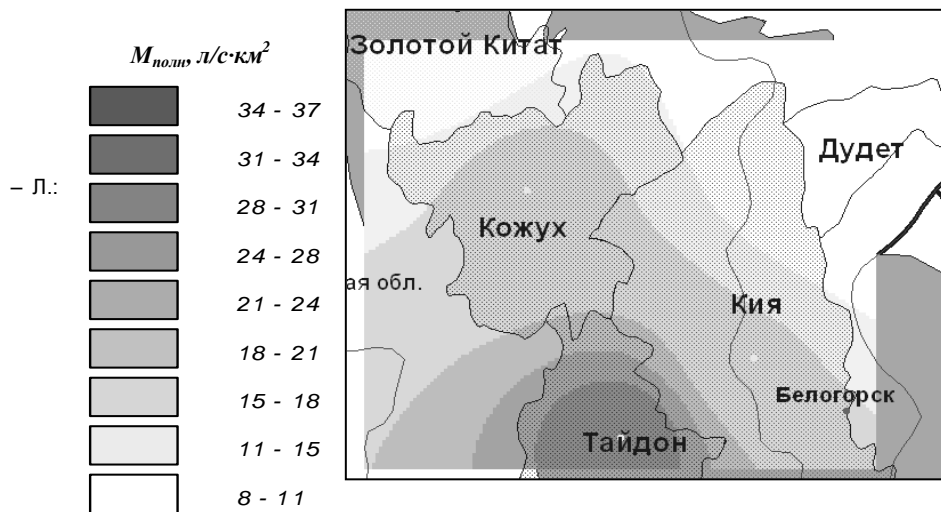 М полн, л/с·км²
34 - 37
31 - 34
– Л.:
28 - 31
24 - 28
21 - 24
18 - 21
15 - 18
11 - 15
8 - 11
Золотой Китат
Дудет
Кожух
ая обл.
Кия
Белогорск
Тайдон